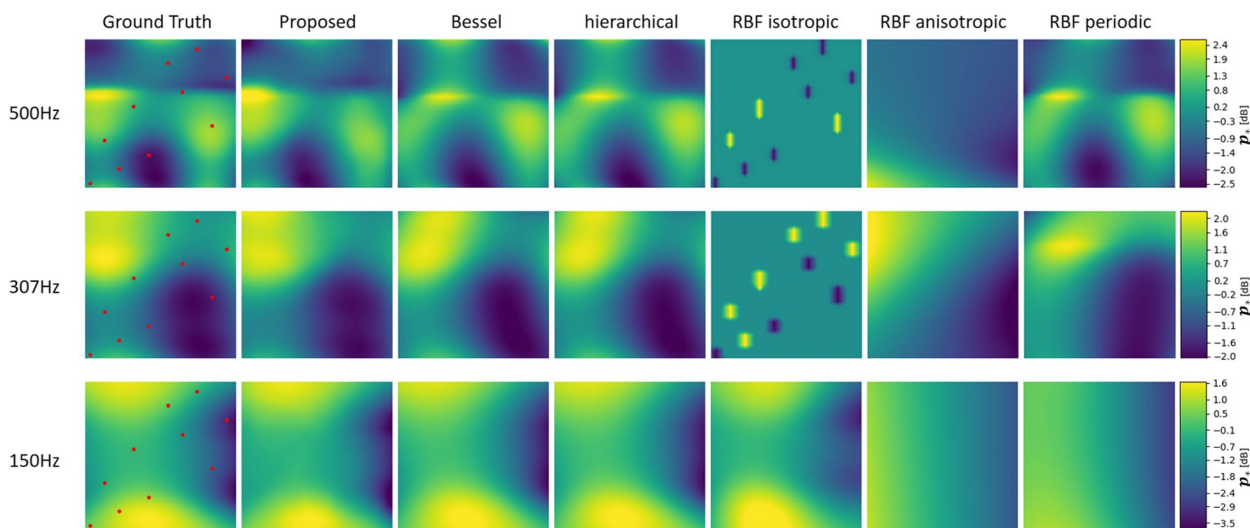 Ground Truth
Proposed
Bessel
hierarchical
RBF isotropic
RBF anisotropic
RBF periodic
500Hz
2.4
1.9
1.3
0.8
0.2
−0.3
−0.9
−1.4
−2.0
−2.5
p* [dB]
307Hz
2.0
1.6
1.1
0.7
0.2
−0.2
−0.7
−1.1
−1.6
−2.0
p* [dB]
150Hz
1.6
1.0
0.5
−0.1
−0.7
−1.2
−1.8
−2.4
−2.9
−3.5
p* [dB]